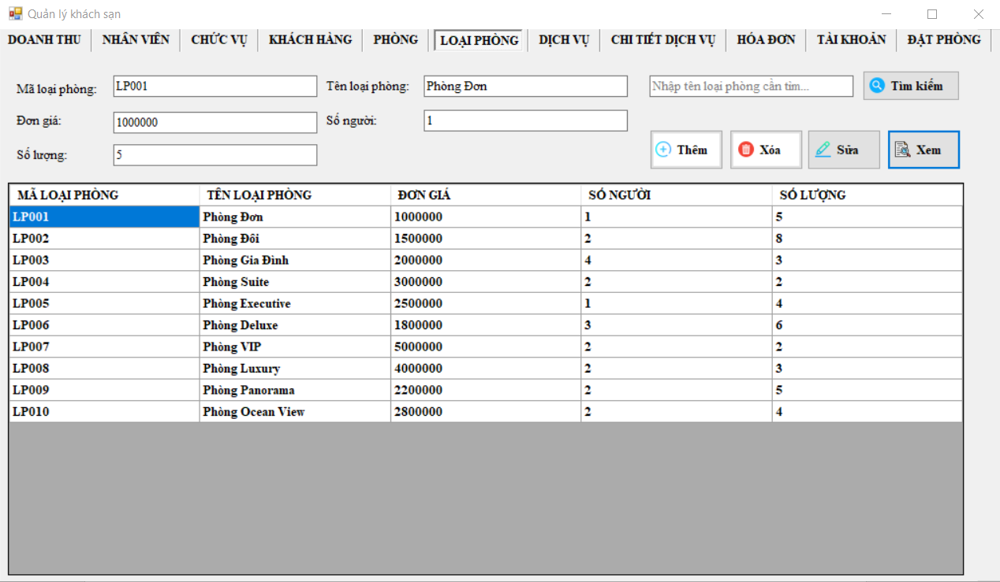 Quản lý khách sạn
DOANH THU NHÂN VIÊN CHỨC VỤ KHÁCH HÀNG PHÒNG LOẠI PHÒNG DỊCH VỤ CHI TIẾT DỊCH VỤ HÓA ĐƠN TÀI KHOẢN ĐẶT PHÒNG
Mã loại phòng: LP001 Tên loại phòng: Phòng Đơn Nhập tên loại phòng cần tìm... Tìm kiếm
Đơn giá: 1000000 Số người: 1
Số lượng: 5 Thêm Xóa Sửa Xem
MÃ LOẠI PHÒNG TÊN LOẠI PHÒNG ĐƠN GIÁ SỐ NGƯỜI SỐ LƯỢNG
LP001 Phòng Đơn 1000000 1 5
LP002 Phòng Đôi 1500000 2 8
LP003 Phòng Gia Đình 2000000 4 3
LP004 Phòng Suite 3000000 2 2
LP005 Phòng Executive 2500000 1 4
LP006 Phòng Deluxe 1800000 3 6
LP007 Phòng VIP 5000000 2 2
LP008 Phòng Luxury 4000000 2 3
LP009 Phòng Panorama 2200000 2 5
LP010 Phòng Ocean View 2800000 2 4